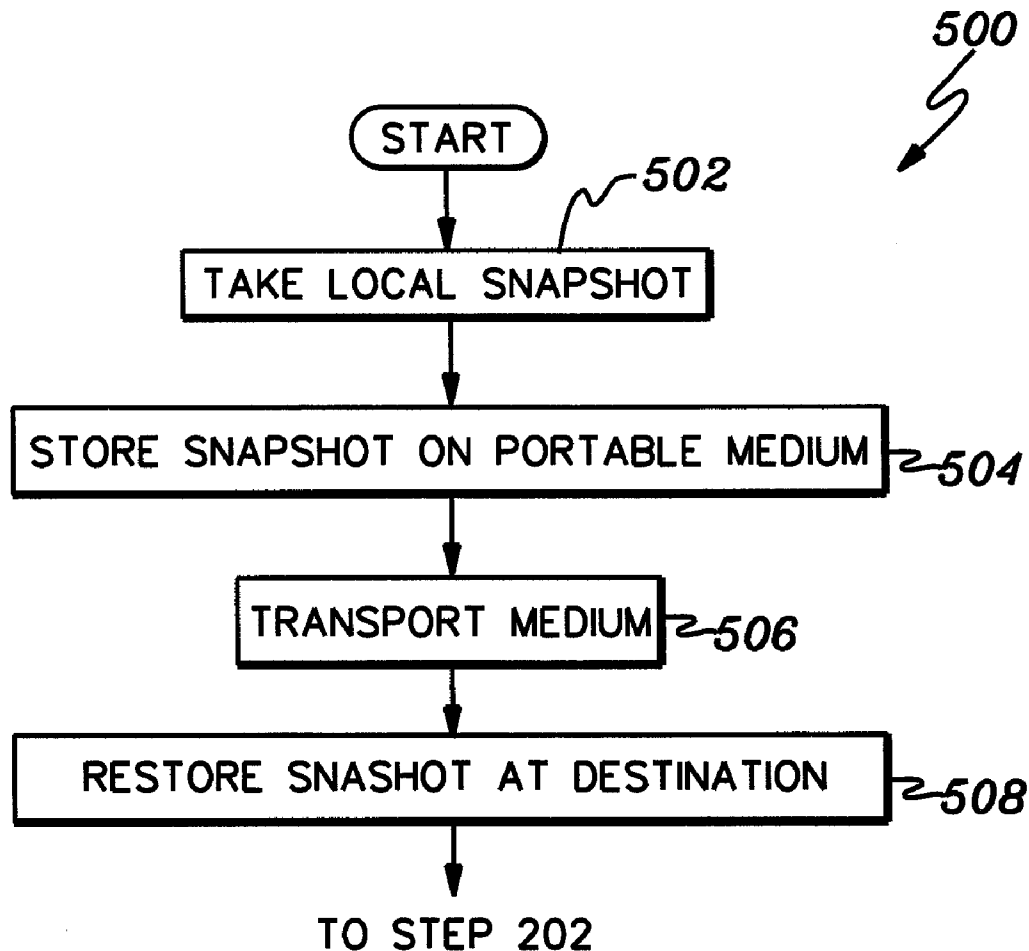 500
START
502
TAKE LOCAL SNAPSHOT
STORE SNAPSHOT ON PORTABLE MEDIUM
504
TRANSPORT MEDIUM
506
RESTORE SNASHOT AT DESTINATION
508
TO STEP 202